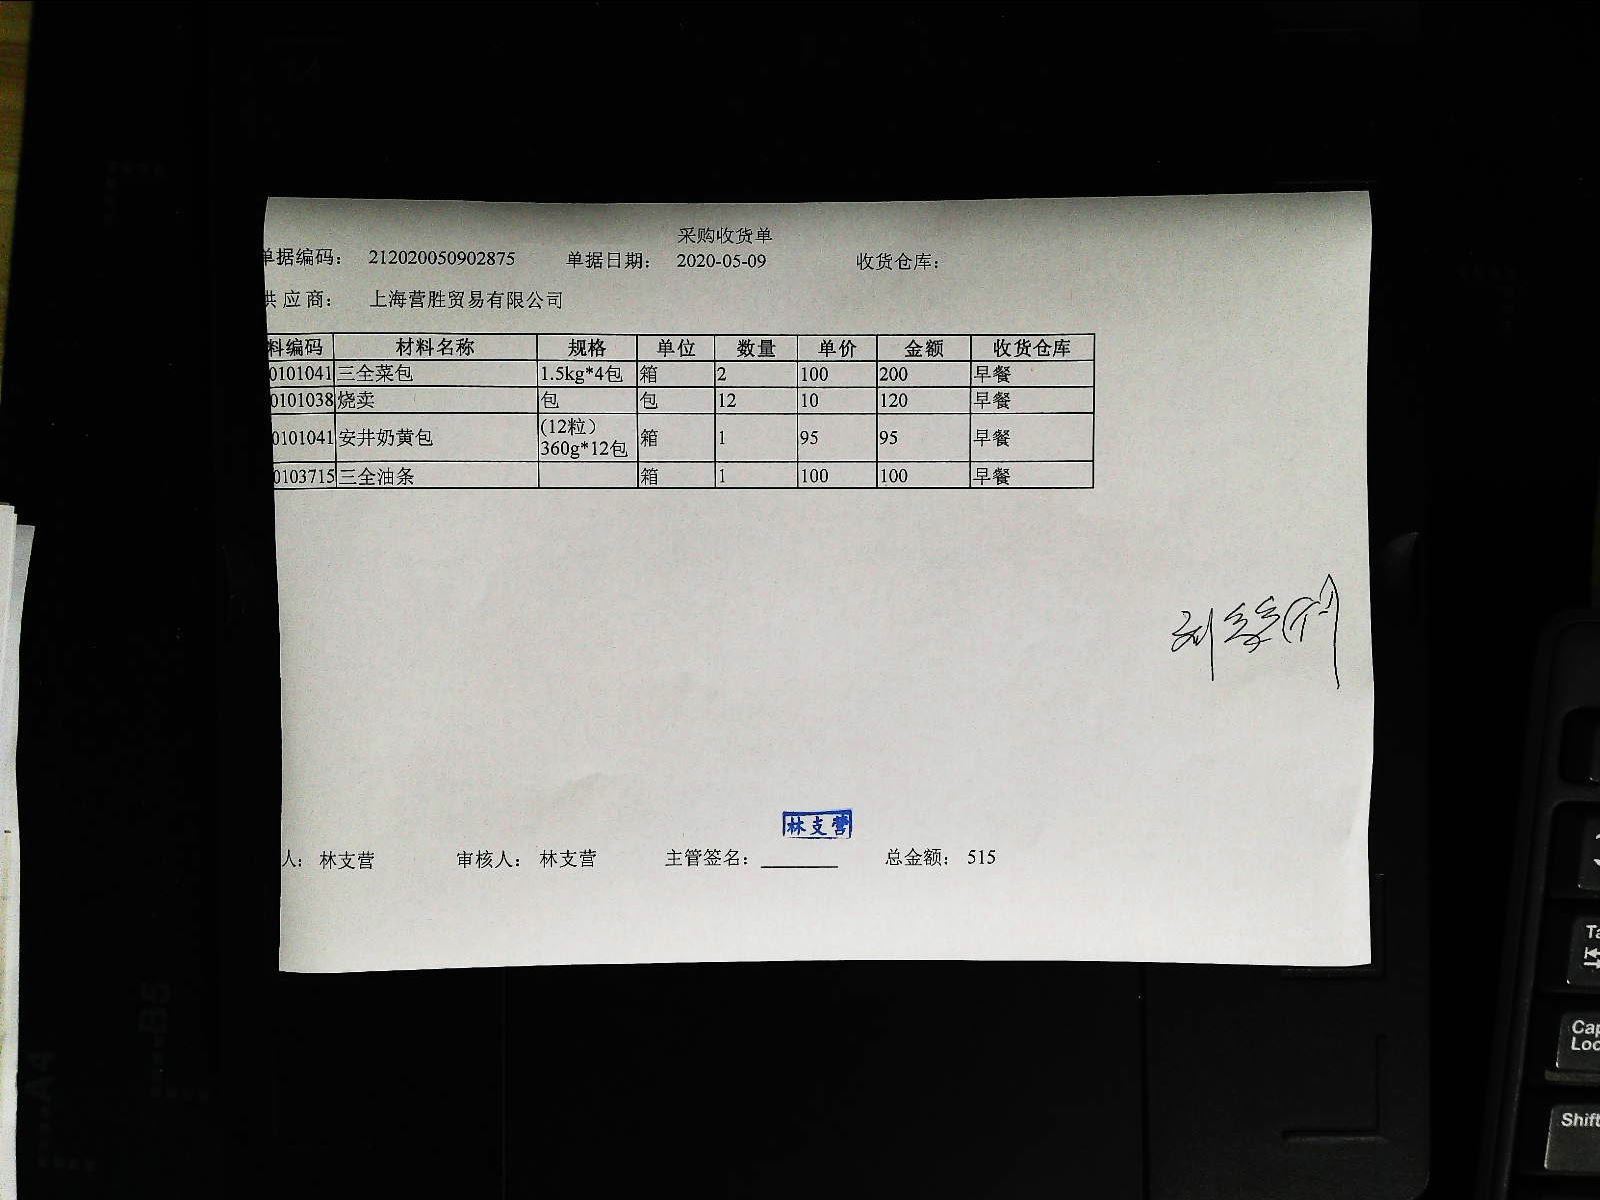 采购收货单
单据编码： 212020050902875 单据日期： 2020-05-09 收货仓库：
供应商： 上海营胜贸易有限公司
料编码 材料名称 规格 单位 数量 单价 金额 收货仓库
0101041 三全菜包 1.5kg*4包 箱 2 100 200 早餐
0101038 烧卖 包 包 12 10 120 早餐
0101041 安井奶黄包 (12粒） 360g*12包 箱 1 95 95 早餐
0103715 三全油条 箱 1 100 100 早餐
林支营
人： 林支营 审核人： 林支营 主管签名： 总金额： 515
B5
A4
Cap
Loc
Shift